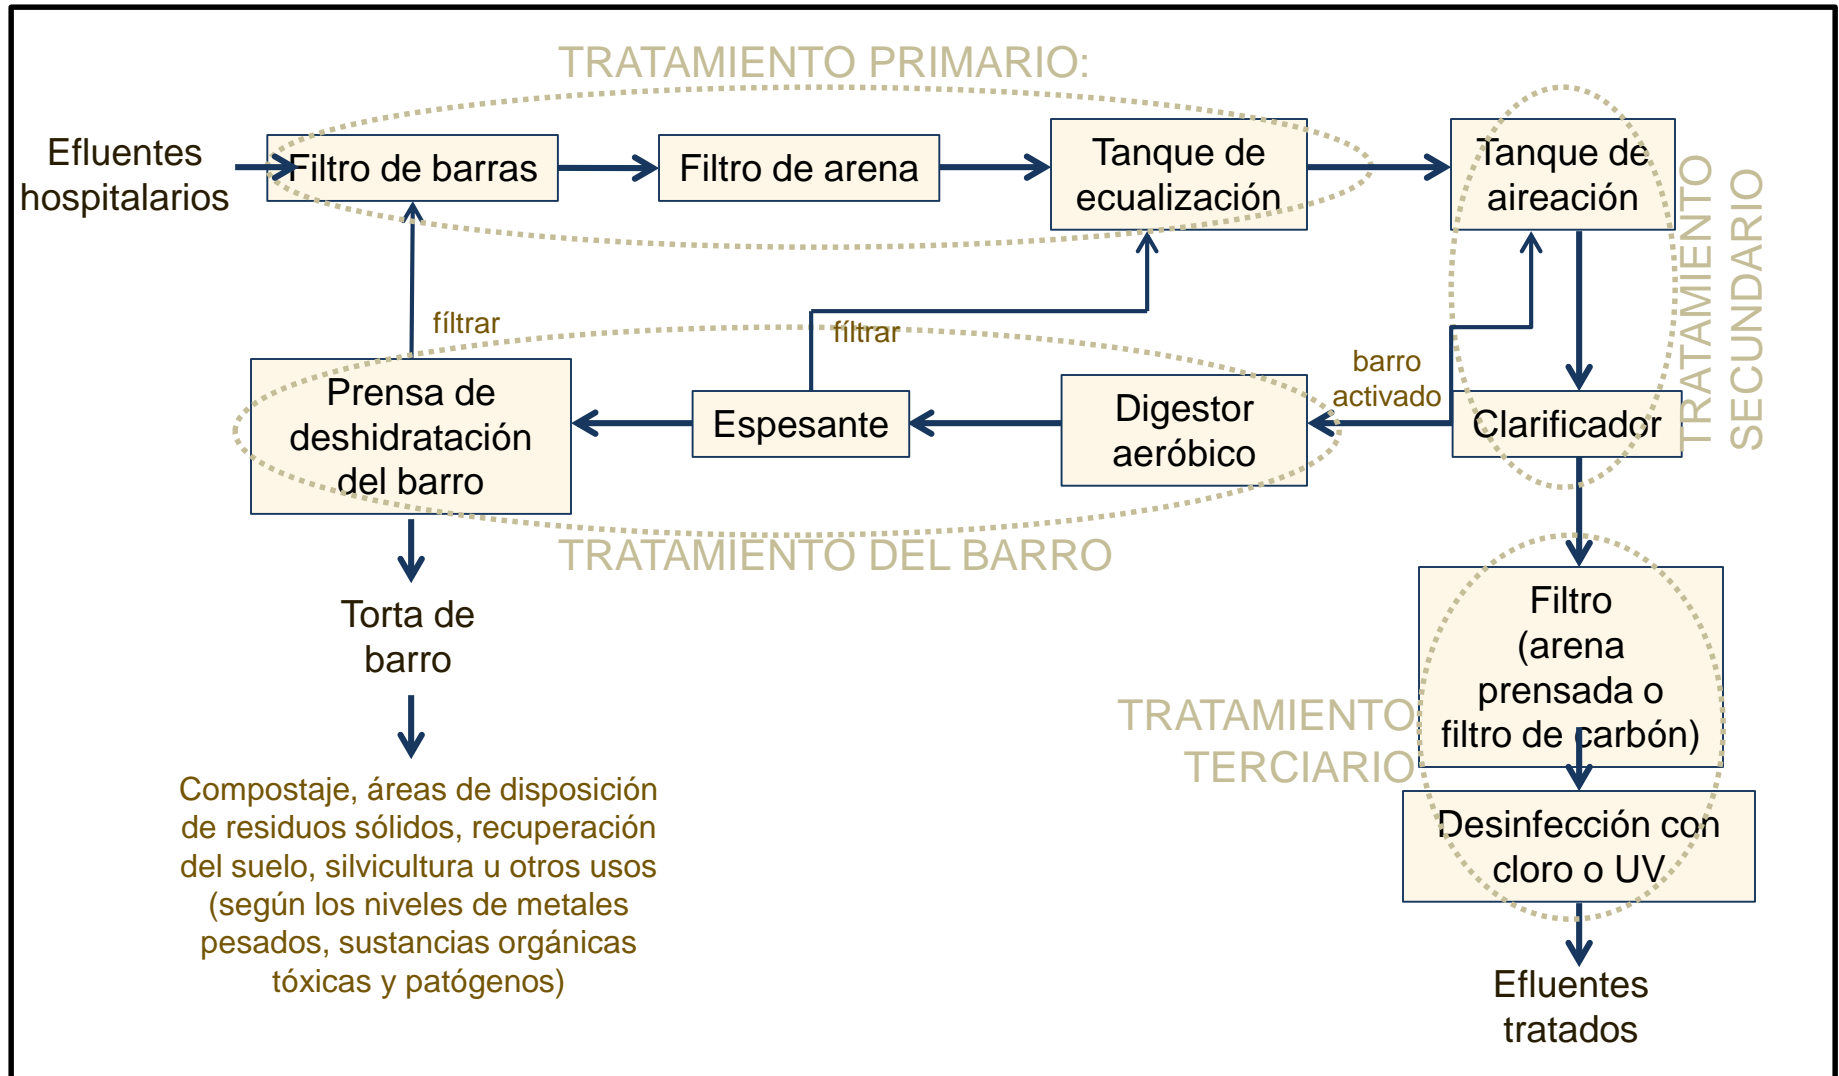 TRATAMIENTO PRIMARIO:
Efluentes
hospitalarios
Filtro de barras
Filtro de arena
Tanque de
ecualización
Tanque de
aireación
TRATAMIENTO
SECUNDARIO
fíltrar
fíltrar
barro
activado
Prensa de
deshidratación
del barro
Espesante
Digestor
aeróbico
Clarificador
TRATAMIENTO DEL BARRO
Torta de
barro
Filtro
(arena
prensada o
filtro de carbón)
TRATAMIENTO
TERCIARIO
Compostaje, áreas de disposición
de residuos sólidos, recuperación
del suelo, silvicultura u otros usos
(según los niveles de metales
pesados, sustancias orgánicas
tóxicas y patógenos)
Desinfección con
cloro o UV
Efluentes
tratados